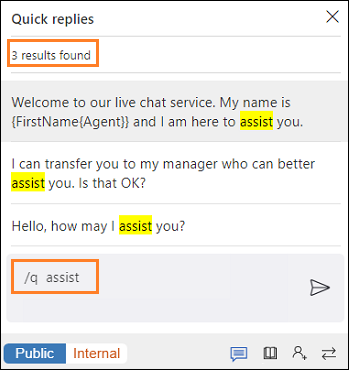 Quick replies
3 results found
Welcome to our live chat service. My name is
{FirstName{Agent}} and I am here to assist you.
I can transfer you to my manager who can better
assist you. Is that OK?
Hello, how may I assist you?
/q assist
Public Internal